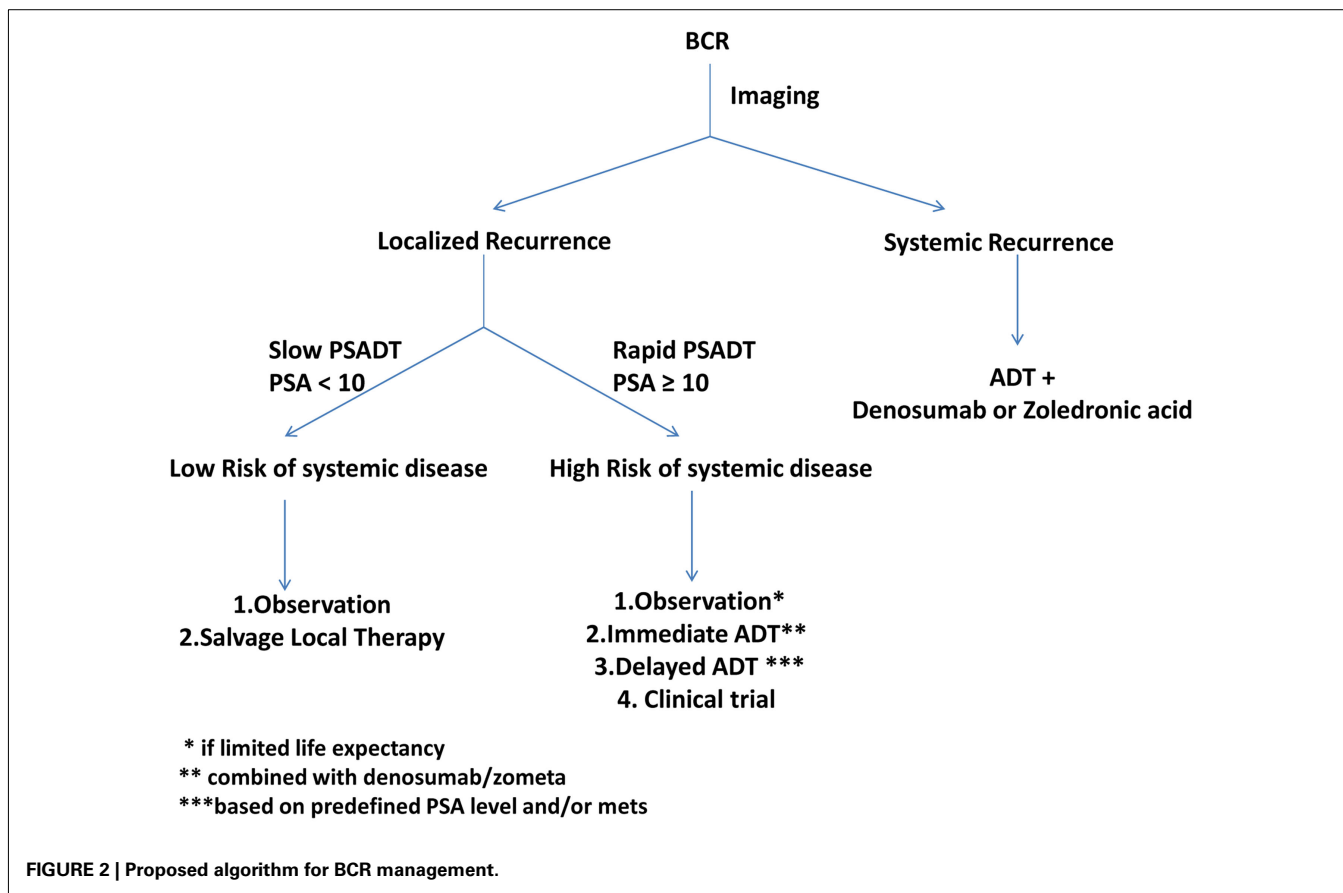 BCR
Imaging
Localized Recurrence
Systemic Recurrence
Slow PSADT
PSA < 10
Rapid PSADT
PSA ≥ 10
ADT +
Denosumab or Zoledronic acid
Low Risk of systemic disease
High Risk of systemic disease
1.Observation
2.Salvage Local Therapy
1.Observation*
2.Immediate ADT**
3.Delayed ADT ***
4. Clinical trial
* if limited life expectancy
** combined with denosumab/zometa
***based on predefined PSA level and/or mets
FIGURE 2 | Proposed algorithm for BCR management.